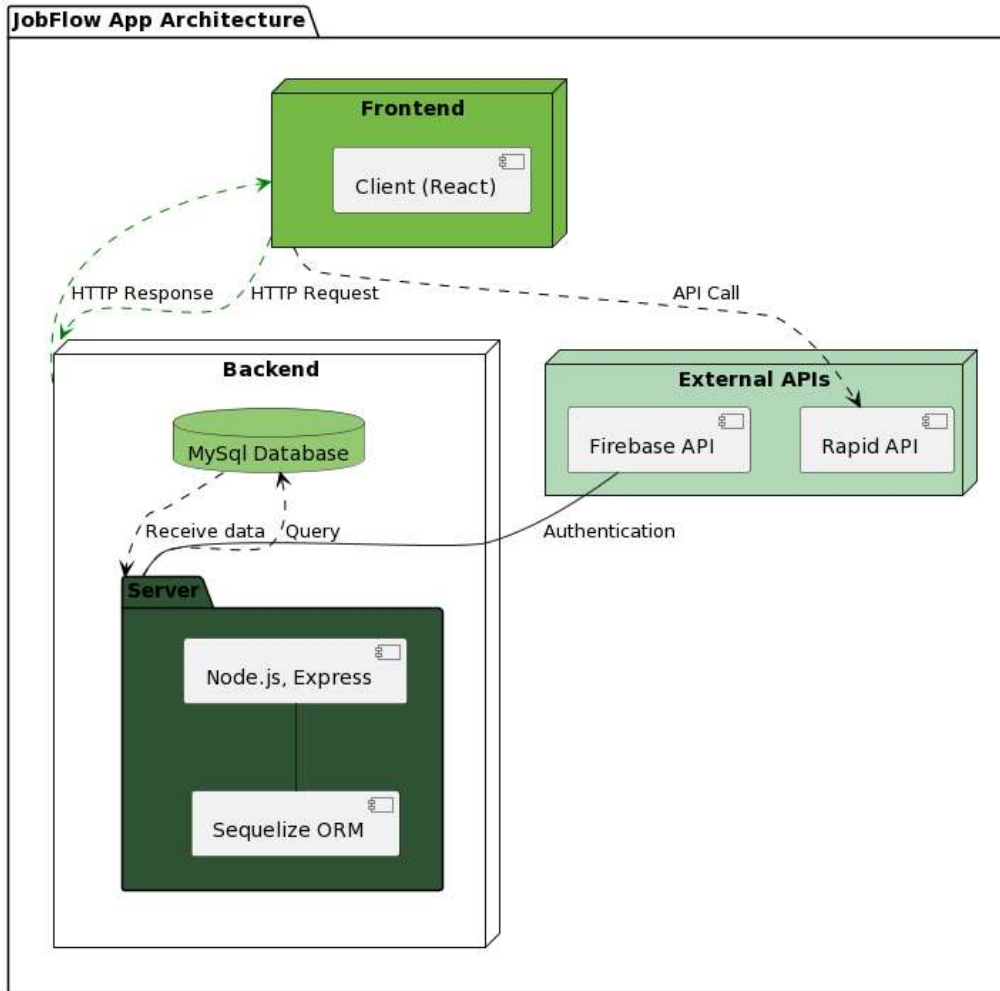 JobFlow App Architecture
Frontend
Client (React)
HTTP Response
HTTP Request
API Call
Backend
External APIs
MySql Database
Firebase API
Rapid API
Receive data
Query
Authentication
Server
Node.js, Express
Sequelize ORM